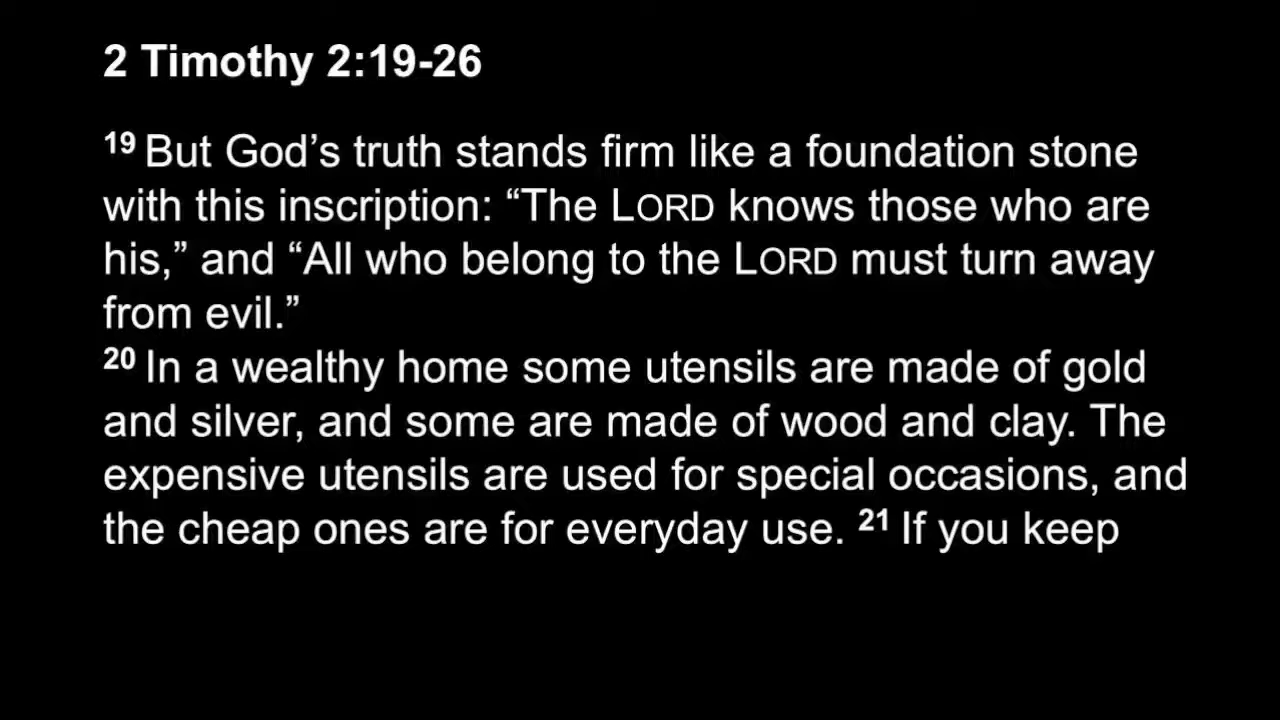 2 Timothy 2:19-26
19 But God’s truth stands firm like a foundation stone
with this inscription: “The LORD knows those who are
his,” and “All who belong to the LORD must turn away
from evil.”
20 In a wealthy home some utensils are made of gold
and silver, and some are made of wood and clay. The
expensive utensils are used for special occasions, and
the cheap ones are for everyday use. 21 If you keep